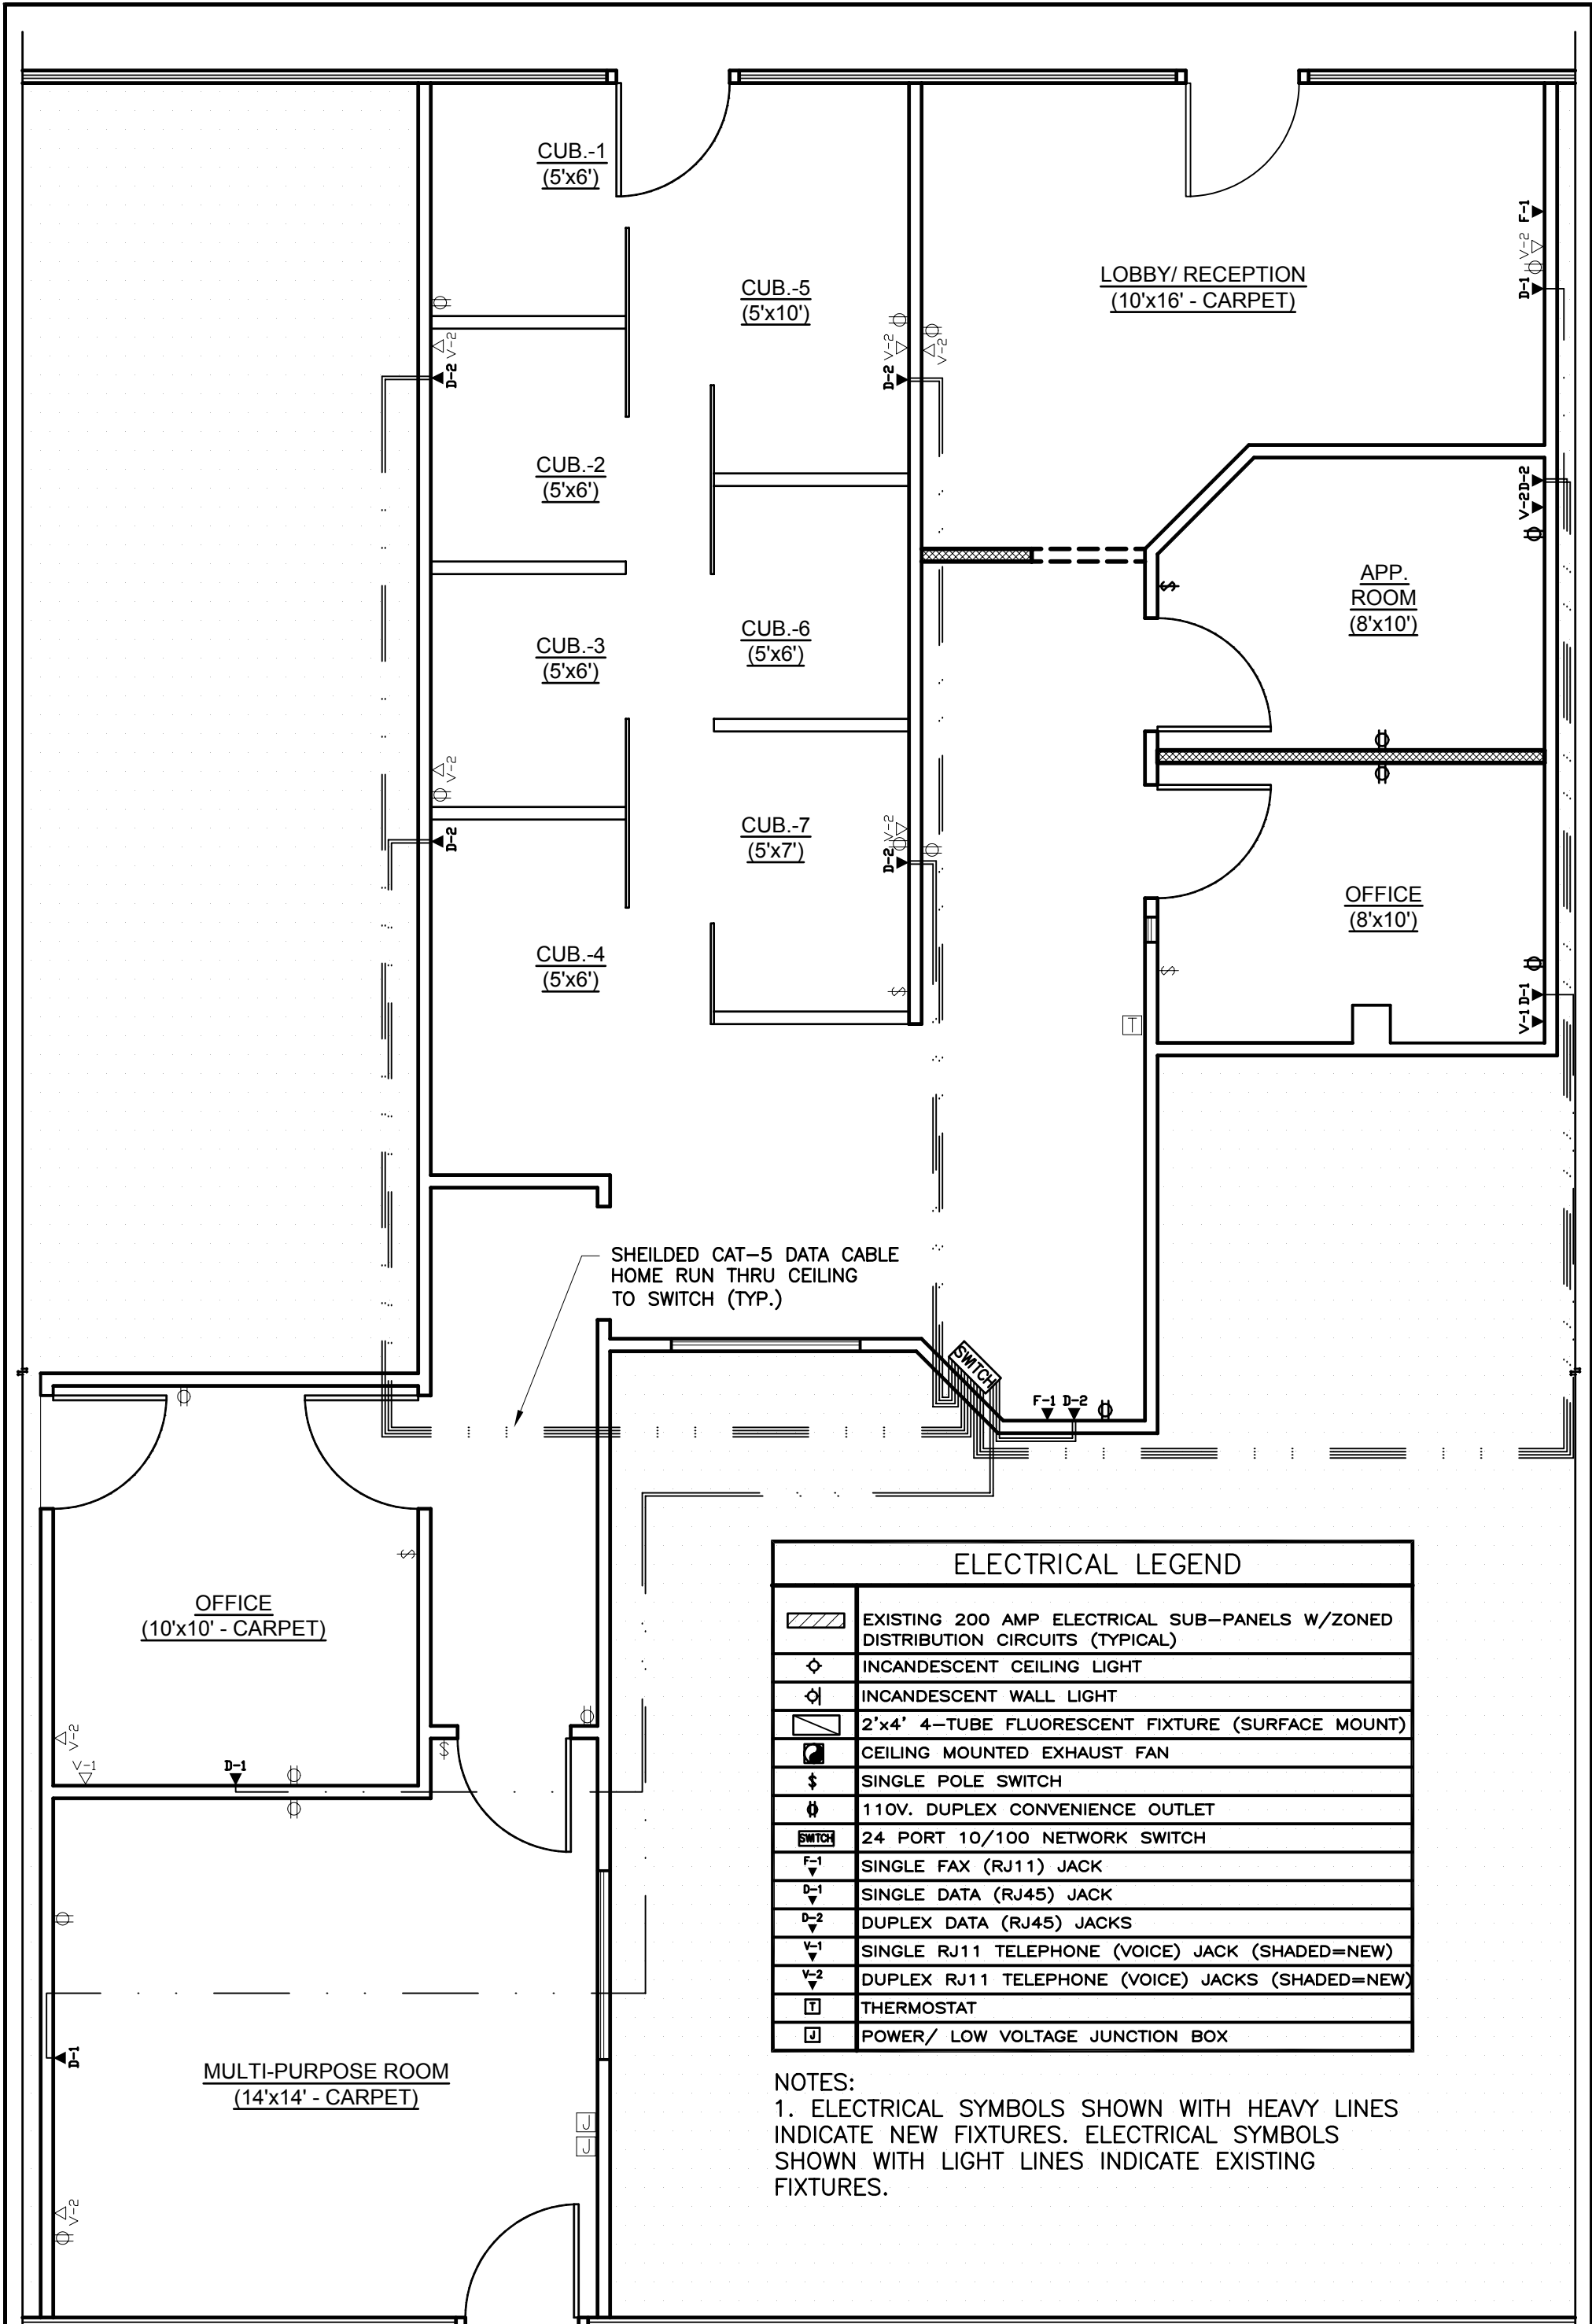 CUB.-1
(5'x6')
F-1
V-2
D-1
LOBBY/ RECEPTION
(10'x16' - CARPET)
CUB.-5
(5'x10')
V-2
D-2
V-2
D-2
V-2
CUB.-2
(5'x6')
D-2
V-2
$
APP.
ROOM
(8'x10')
CUB.-3
(5'x6')
CUB.-6
(5'x6')
V-2
D-2
CUB.-7
(5'x7')
V-2
D-2
OFFICE
(8'x10')
CUB.-4
(5'x6')
$
$
D-1
V-1
T
SHEILDED CAT-5 DATA CABLE
HOME RUN THRU CEILING
TO SWITCH (TYP.)
SWITCH
F-1 D-2
$
OFFICE
(10'x10' - CARPET)
V-2
V-1
D-1
$
D-1
MULTI-PURPOSE ROOM
(14'x14' - CARPET)
J
J
V-2
ELECTRICAL LEGEND
EXISTING 200 AMP ELECTRICAL SUB-PANELS W/ZONED
DISTRIBUTION CIRCUITS (TYPICAL)
INCANDESCENT CEILING LIGHT
INCANDESCENT WALL LIGHT
2'x4' 4-TUBE FLUORESCENT FIXTURE (SURFACE MOUNT)
CEILING MOUNTED EXHAUST FAN
$ SINGLE POLE SWITCH
110V. DUPLEX CONVENIENCE OUTLET
SWITCH 24 PORT 10/100 NETWORK SWITCH
F-1 SINGLE FAX (RJ11) JACK
D-1 SINGLE DATA (RJ45) JACK
D-2 DUPLEX DATA (RJ45) JACKS
V-1 SINGLE RJ11 TELEPHONE (VOICE) JACK (SHADED=NEW)
V-2 DUPLEX RJ11 TELEPHONE (VOICE) JACKS (SHADED=NEW)
T THERMOSTAT
J POWER/ LOW VOLTAGE JUNCTION BOX
NOTES:
1. ELECTRICAL SYMBOLS SHOWN WITH HEAVY LINES
INDICATE NEW FIXTURES. ELECTRICAL SYMBOLS
SHOWN WITH LIGHT LINES INDICATE EXISTING
FIXTURES.